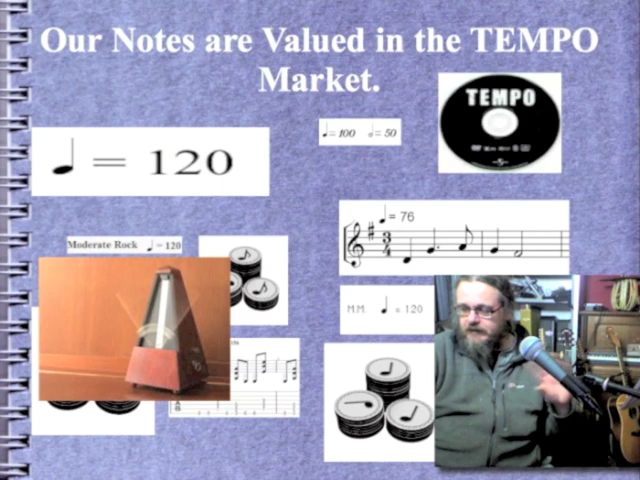 Our Notes are Valued in the TEMPO
Market.
TEMPO
♩=100 𝅗𝅥=50
♩ = 120
♩ = 76
Moderate Rock ♩=120
M.M. ♩ = 120